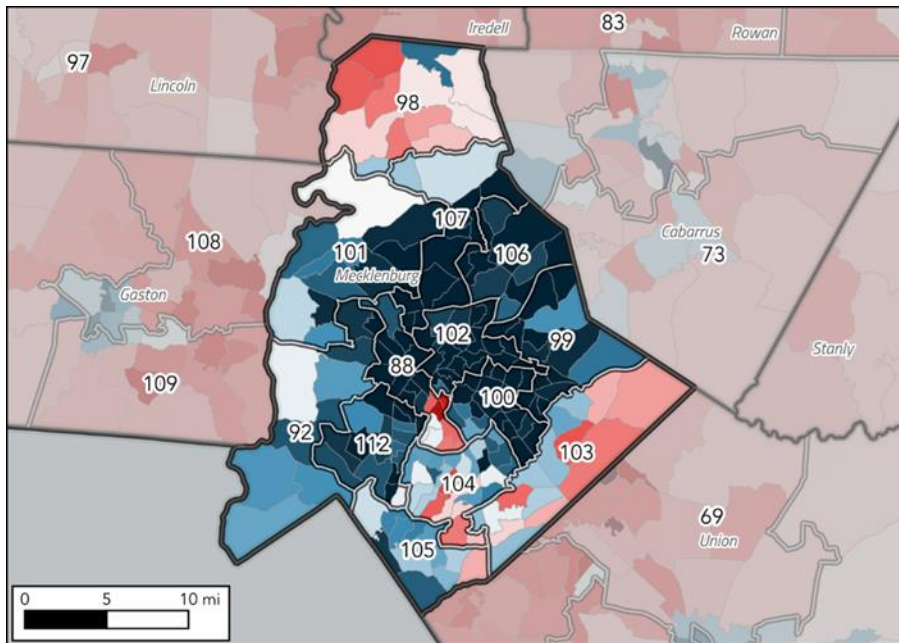 Iredell
83
Rowan
97
Lincoln
98
107
108
101
106
Cabarrus
73
Mecklenburg
Gaston
102
99
88
Stanly
109
100
92
112
103
104
69
Union
105
0 5 10 mi